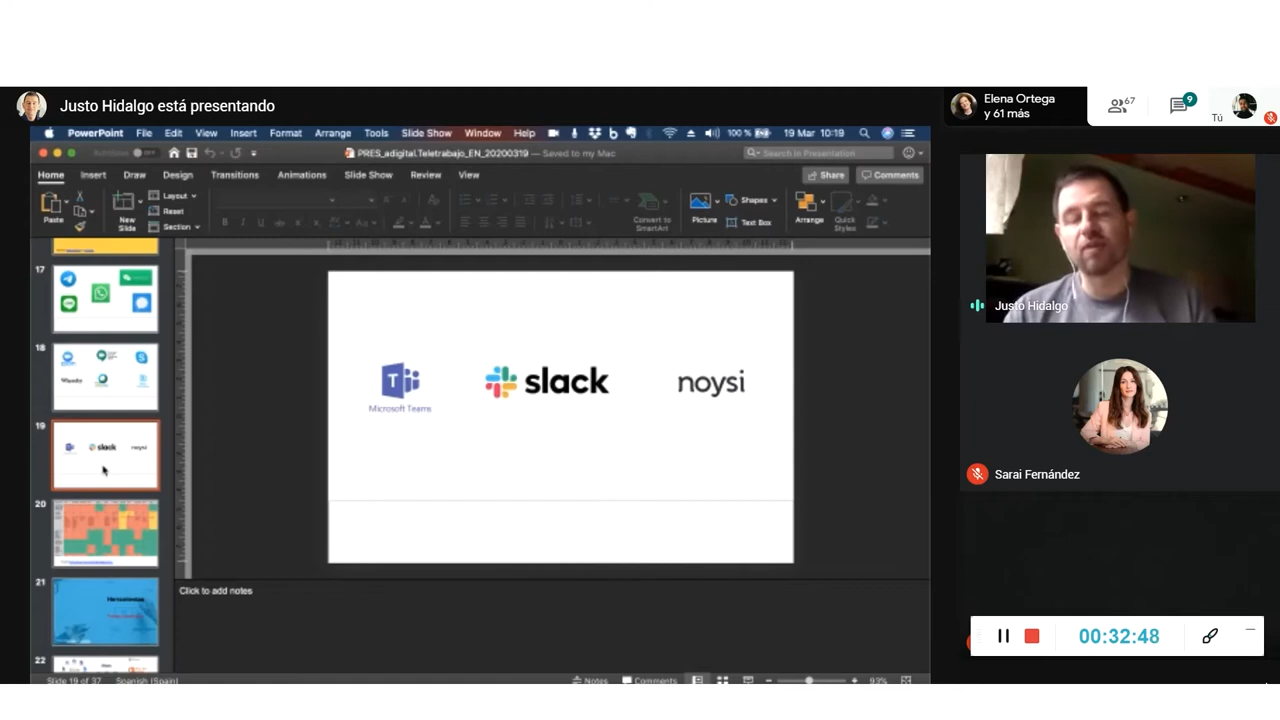 Justo Hidalgo está presentando
Elena Ortega
y 61 más
67
9
Tú
PowerPoint File Edit View Insert Format Arrange Tools Slide Show Window Help
100 %
19 Mar 10:19
PRES_adigital.Teletrabajo_EN_20200319 — Saved to my Mac
Search in Presentation
Home Insert Draw Design Transitions Animations Slide Show Review View
Share
Comments
Paste
New
Slide
Layout
Reset
Section
Convert to
SmartArt
Picture
Shapes
Text Box
Arrange
Quick
Styles
17
18
19
slack
noysi
20
21
Herramientas
22
T
Microsoft Teams
slack
noysi
Click to add notes
Justo Hidalgo
Sarai Fernández
00:32:48
Slide 19 of 37
Spanish (Spain)
Notes
Comments
93%